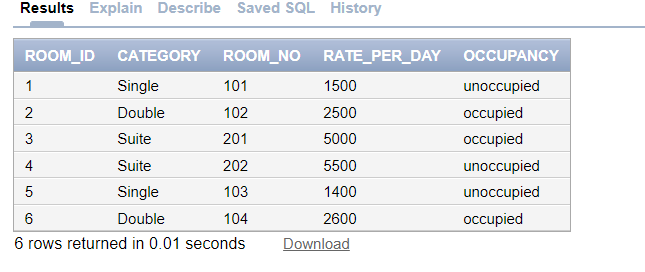 Results Explain Describe Saved SQL History
ROOM_ID CATEGORY ROOM_NO RATE_PER_DAY OCCUPANCY
1 Single 101 1500 unoccupied
2 Double 102 2500 occupied
3 Suite 201 5000 occupied
4 Suite 202 5500 unoccupied
5 Single 103 1400 unoccupied
6 Double 104 2600 occupied
6 rows returned in 0.01 seconds Download